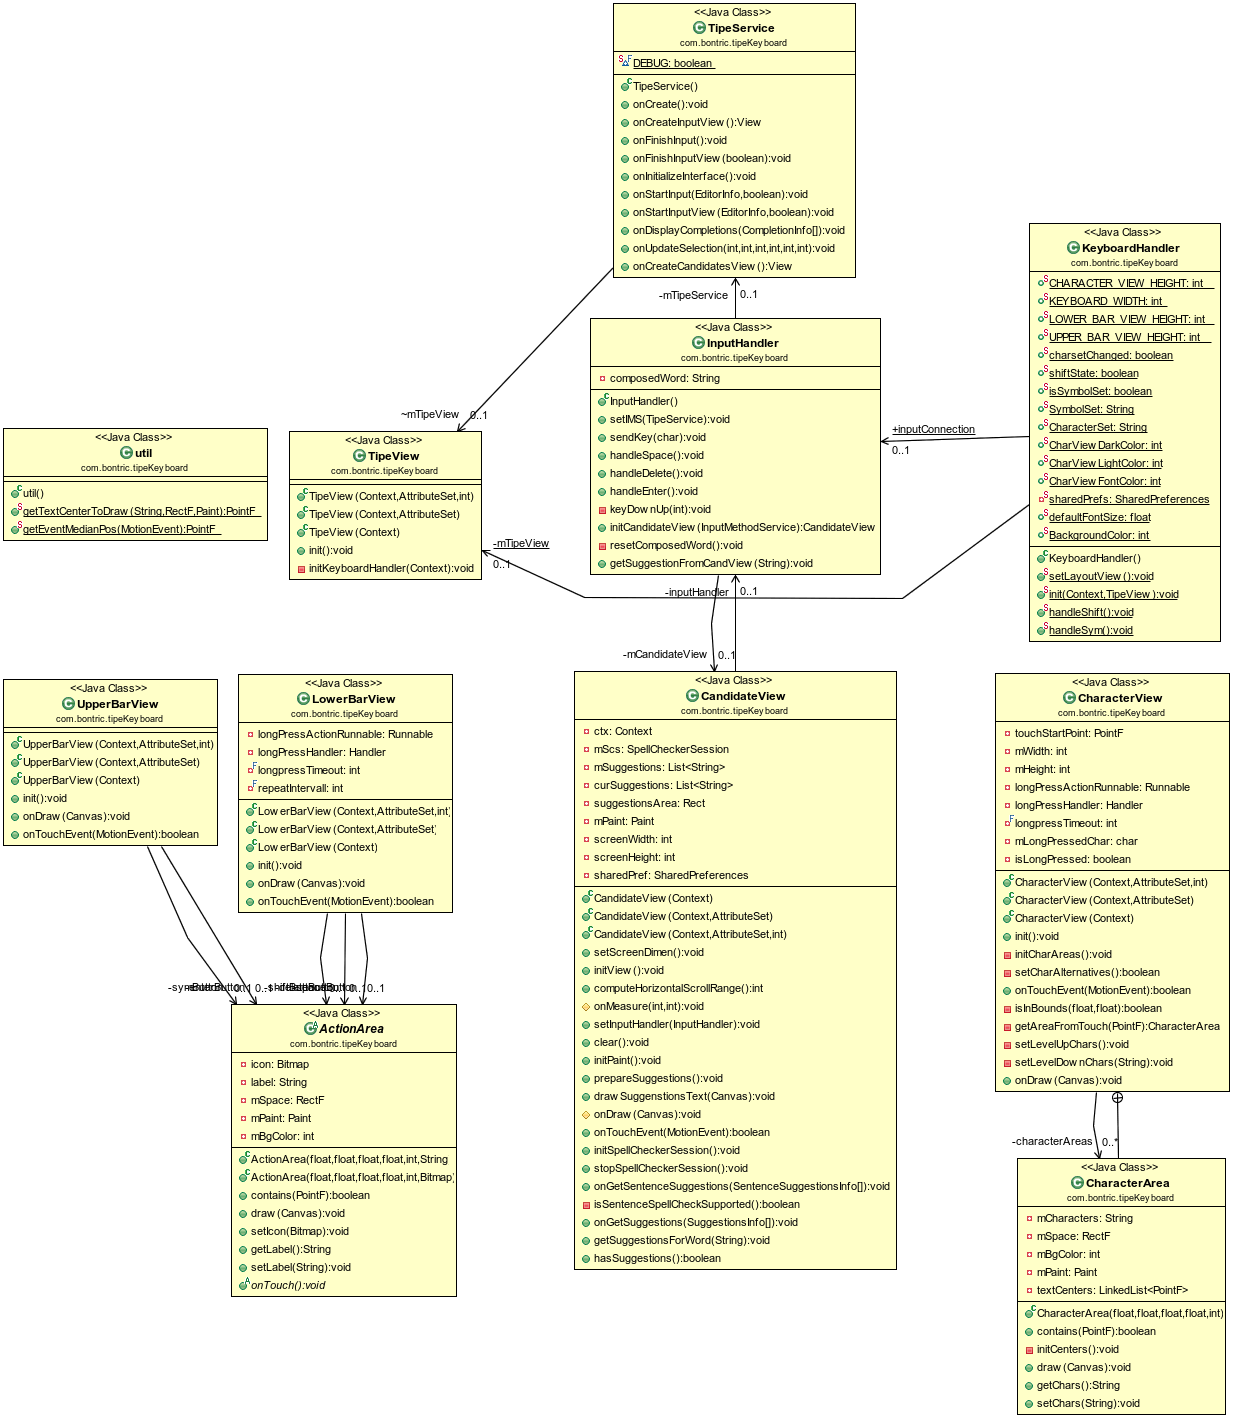 <<Java Class>>
TipeService
com.bontric.tipeKeyboard
DEBUG: boolean
TipeService()
onCreate():void
onCreateInputView():View
onFinishInput():void
onFinishInputView(boolean):void
onInitializeInterface():void
onStartInput(EditorInfo,boolean):void
onStartInputView(EditorInfo,boolean):void
onDisplayCompletions(CompletionInfo[]):void
onUpdateSelection(int,int,int,int,int,int):void
onCreateCandidatesView():View
-mTipeService
0..1
<<Java Class>>
InputHandler
com.bontric.tipeKeyboard
composedWord: String
InputHandler()
setIMS(TipeService):void
sendKey(char):void
handleSpace():void
handleDelete():void
handleEnter():void
keyDownUp(int):void
initCandidateView(InputMethodService):CandidateView
resetComposedWord():void
getSuggestionFromCandView(String):void
<<Java Class>>
KeyboardHandler
com.bontric.tipeKeyboard
CHARACTER_VIEW_HEIGHT: int
KEYBOARD_WIDTH: int
LOWER_BAR_VIEW_HEIGHT: int
UPPER_BAR_VIEW_HEIGHT: int
charsetChanged: boolean
shiftState: boolean
isSymbolSet: boolean
SymbolSet: String
CharacterSet: String
CharViewDarkColor: int
CharViewLightColor: int
CharViewFontColor: int
sharedPrefs: SharedPreferences
defaultFontSize: float
BackgroundColor: int
KeyboardHandler()
setLayoutView():void
init(Context,TipeView):void
handleShift():void
handleSym():void
+inputConnection
0..1
~mTipeView
0..1
<<Java Class>>
util
com.bontric.tipeKeyboard
util()
getTextCenterToDraw(String,RectF,Paint):PointF
getEventMedianPos(MotionEvent):PointF
<<Java Class>>
TipeView
com.bontric.tipeKeyboard
TipeView(Context,AttributeSet,int)
TipeView(Context,AttributeSet)
TipeView(Context)
init():void
initKeyboardHandler(Context):void
-mTipeView
0..1
-inputHandler
0..1
-mCandidateView
0..1
<<Java Class>>
UpperBarView
com.bontric.tipeKeyboard
UpperBarView(Context,AttributeSet,int)
UpperBarView(Context,AttributeSet)
UpperBarView(Context)
init():void
onDraw(Canvas):void
onTouchEvent(MotionEvent):boolean
<<Java Class>>
LowerBarView
com.bontric.tipeKeyboard
longPressActionRunnable: Runnable
longPressHandler: Handler
longpressTimeout: int
repeatIntervall: int
LowerBarView(Context,AttributeSet,int)
LowerBarView(Context,AttributeSet)
LowerBarView(Context)
init():void
onDraw(Canvas):void
onTouchEvent(MotionEvent):boolean
0..1
<<Java Class>>
ActionArea
com.bontric.tipeKeyboard
icon: Bitmap
label: String
mSpace: RectF
mPaint: Paint
mBgColor: int
ActionArea(float,float,float,float,int,String
ActionArea(float,float,float,float,int,Bitmap)
contains(PointF):boolean
draw(Canvas):void
setIcon(Bitmap):void
getLabel():String
setLabel(String):void
onTouch():void
<<Java Class>>
CandidateView
com.bontric.tipeKeyboard
ctx: Context
mScs: SpellCheckerSession
mSuggestions: List<String>
curSuggestions: List<String>
suggestionsArea: Rect
mPaint: Paint
screenWidth: int
screenHeight: int
sharedPref: SharedPreferences
CandidateView(Context)
CandidateView(Context,AttributeSet)
CandidateView(Context,AttributeSet,int)
setScreenDimen():void
initView():void
computeHorizontalScrollRange():int
onMeasure(int,int):void
setInputHandler(InputHandler):void
clear():void
initPaint():void
prepareSuggestions():void
drawSuggenstionsText(Canvas):void
onDraw(Canvas):void
onTouchEvent(MotionEvent):boolean
initSpellCheckerSession():void
stopSpellCheckerSession():void
onGetSentenceSuggestions(SentenceSuggestionsInfo[]):void
isSentenceSpellCheckSupported():boolean
onGetSuggestions(SuggestionsInfo[]):void
getSuggestionsForWord(String):void
hasSuggestions():boolean
<<Java Class>>
CharacterView
com.bontric.tipeKeyboard
touchStartPoint: PointF
mWidth: int
mHeight: int
longPressActionRunnable: Runnable
longPressHandler: Handler
longpressTimeout: int
mLongPressedChar: char
isLongPressed: boolean
CharacterView(Context,AttributeSet,int)
CharacterView(Context,AttributeSet)
CharacterView(Context)
init():void
initCharAreas():void
setCharAlternatives():boolean
onTouchEvent(MotionEvent):boolean
isInBounds(float,float):boolean
getAreaFromTouch(PointF):CharacterArea
setLevelUpChars():void
setLevelDownChars(String):void
onDraw(Canvas):void
-characterAreas
0..*
<<Java Class>>
CharacterArea
com.bontric.tipeKeyboard
mCharacters: String
mSpace: RectF
mBgColor: int
mPaint: Paint
textCenters: LinkedList<PointF>
CharacterArea(float,float,float,float,int)
contains(PointF):boolean
initCenters():void
draw(Canvas):void
getChars():String
setChars(String):void